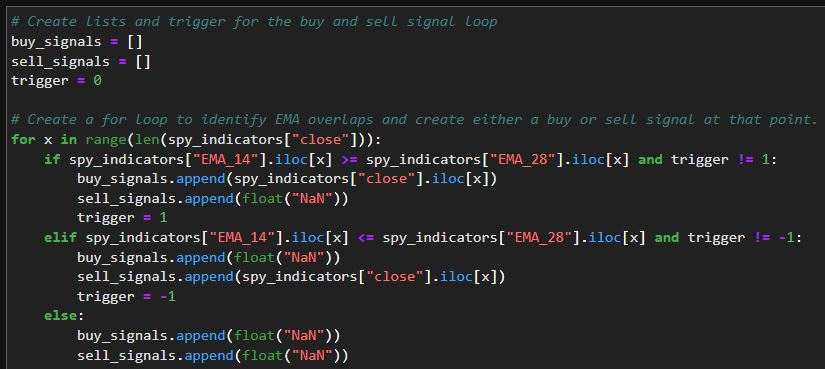 # Create lists and trigger for the buy and sell signal loop
buy_signals = []
sell_signals = []
trigger = 0

# Create a for loop to identify EMA overlaps and create either a buy or sell signal at that point.
for x in range(len(spy_indicators["close"])):
    if spy_indicators["EMA_14"].iloc[x] >= spy_indicators["EMA_28"].iloc[x] and trigger != 1:
        buy_signals.append(spy_indicators["close"].iloc[x])
        sell_signals.append(float("NaN"))
        trigger = 1
    elif spy_indicators["EMA_14"].iloc[x] <= spy_indicators["EMA_28"].iloc[x] and trigger != -1:
        buy_signals.append(float("NaN"))
        sell_signals.append(spy_indicators["close"].iloc[x])
        trigger = -1
    else:
        buy_signals.append(float("NaN"))
        sell_signals.append(float("NaN"))